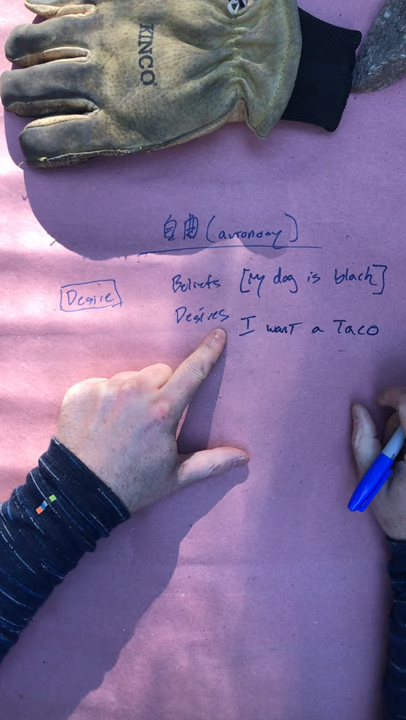 KINCO
自由 (autonomy)
Beliefs [My dog is black]
Desire
Desires I want a Taco